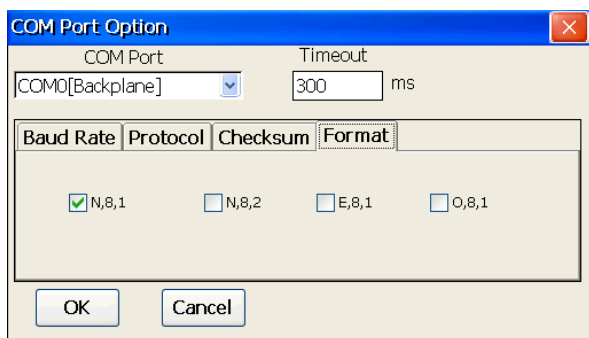 COM Port Option
COM Port Timeout
COM0[Backplane] 300 ms
Baud Rate Protocol Checksum Format
N,8,1 N,8,2 E,8,1 O,8,1
OK Cancel